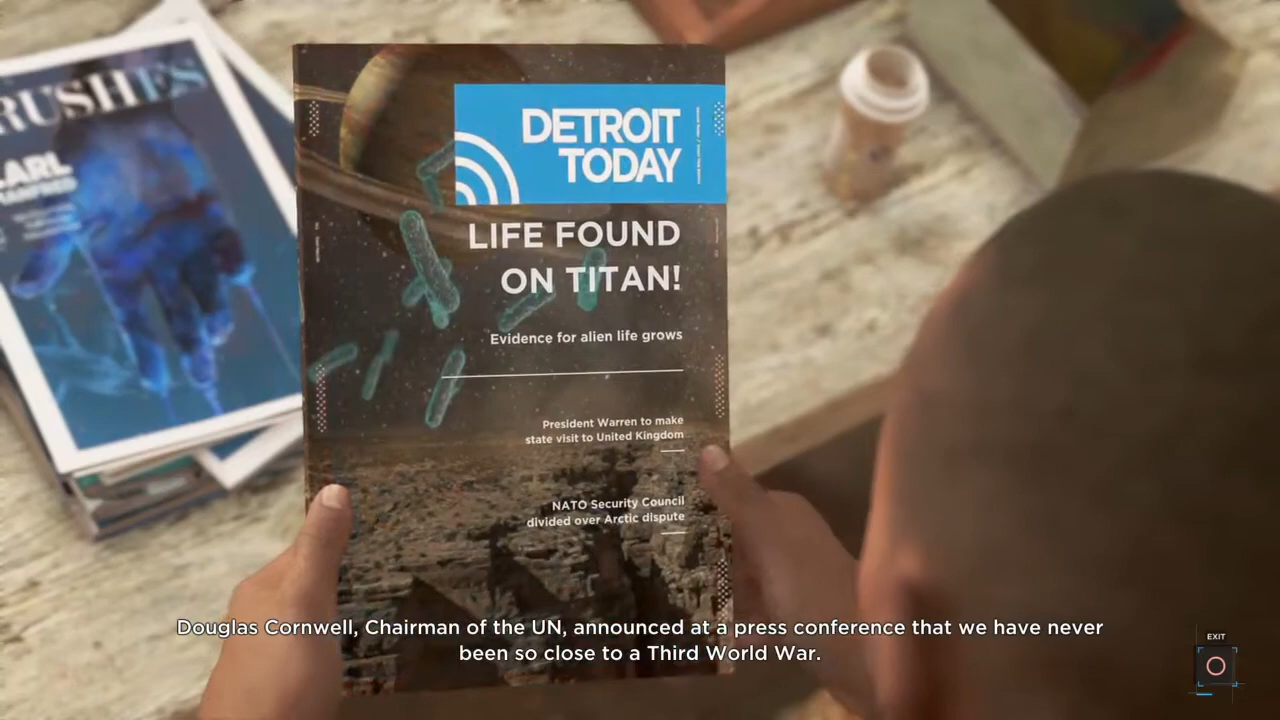 RUSHES
DETROIT
TODAY
LIFE FOUND
ON TITAN!
Evidence for alien life grows
President Warren to make
state visit to United Kingdom
NATO Security Council
divided over Arctic dispute
Douglas Cornwell, Chairman of the UN, announced at a press conference that we have never
been so close to a Third World War.
EXIT